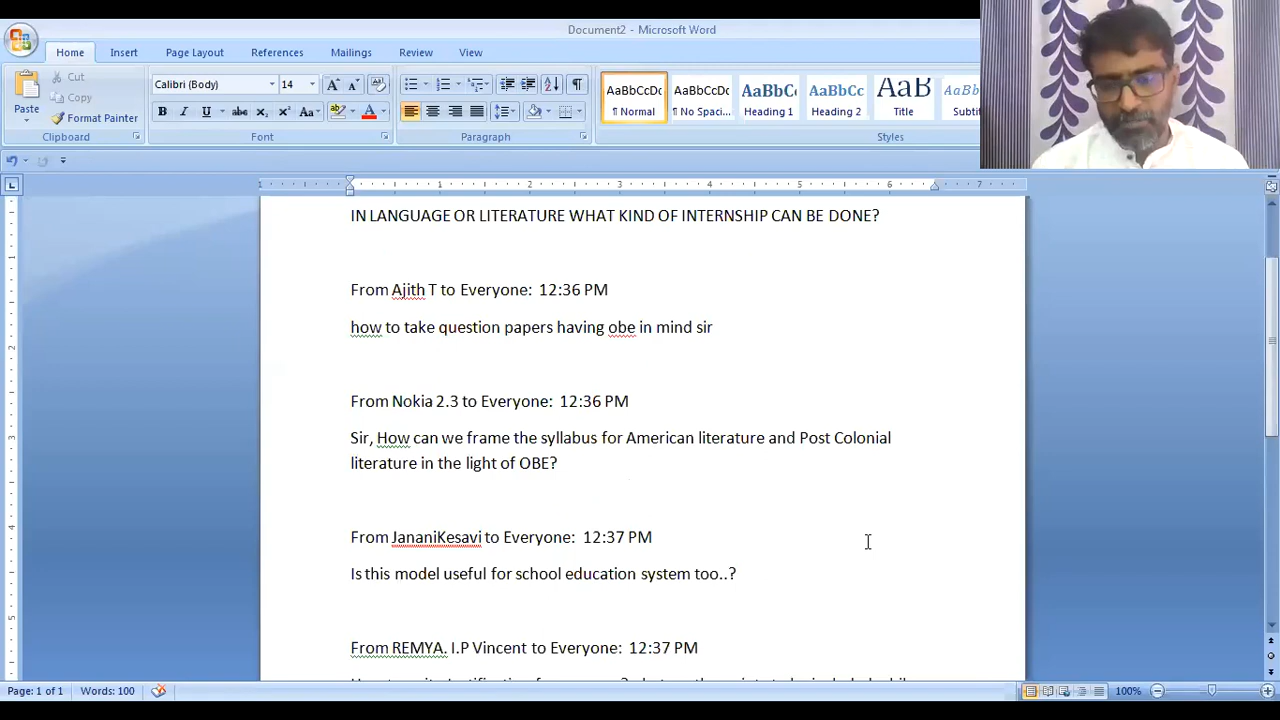 Document2 - Microsoft Word
Home Insert Page Layout References Mailings Review View
Paste
Cut
Copy
Format Painter
Clipboard
Calibri (Body) 14
Font
Paragraph
AaBbCcDc AaBbCcDc AaBbC AaBbCc AaB
¶ Normal ¶ No Spaci... Heading 1 Heading 2 Title
Styles
IN LANGUAGE OR LITERATURE WHAT KIND OF INTERNSHIP CAN BE DONE?
From Ajith T to Everyone: 12:36 PM
how to take question papers having obe in mind sir
From Nokia 2.3 to Everyone: 12:36 PM
Sir, How can we frame the syllabus for American literature and Post Colonial
literature in the light of OBE?
From JananiKesavi to Everyone: 12:37 PM
Is this model useful for school education system too..?
From REMYA. I.P Vincent to Everyone: 12:37 PM
Page: 1 of 1 Words: 100 100%